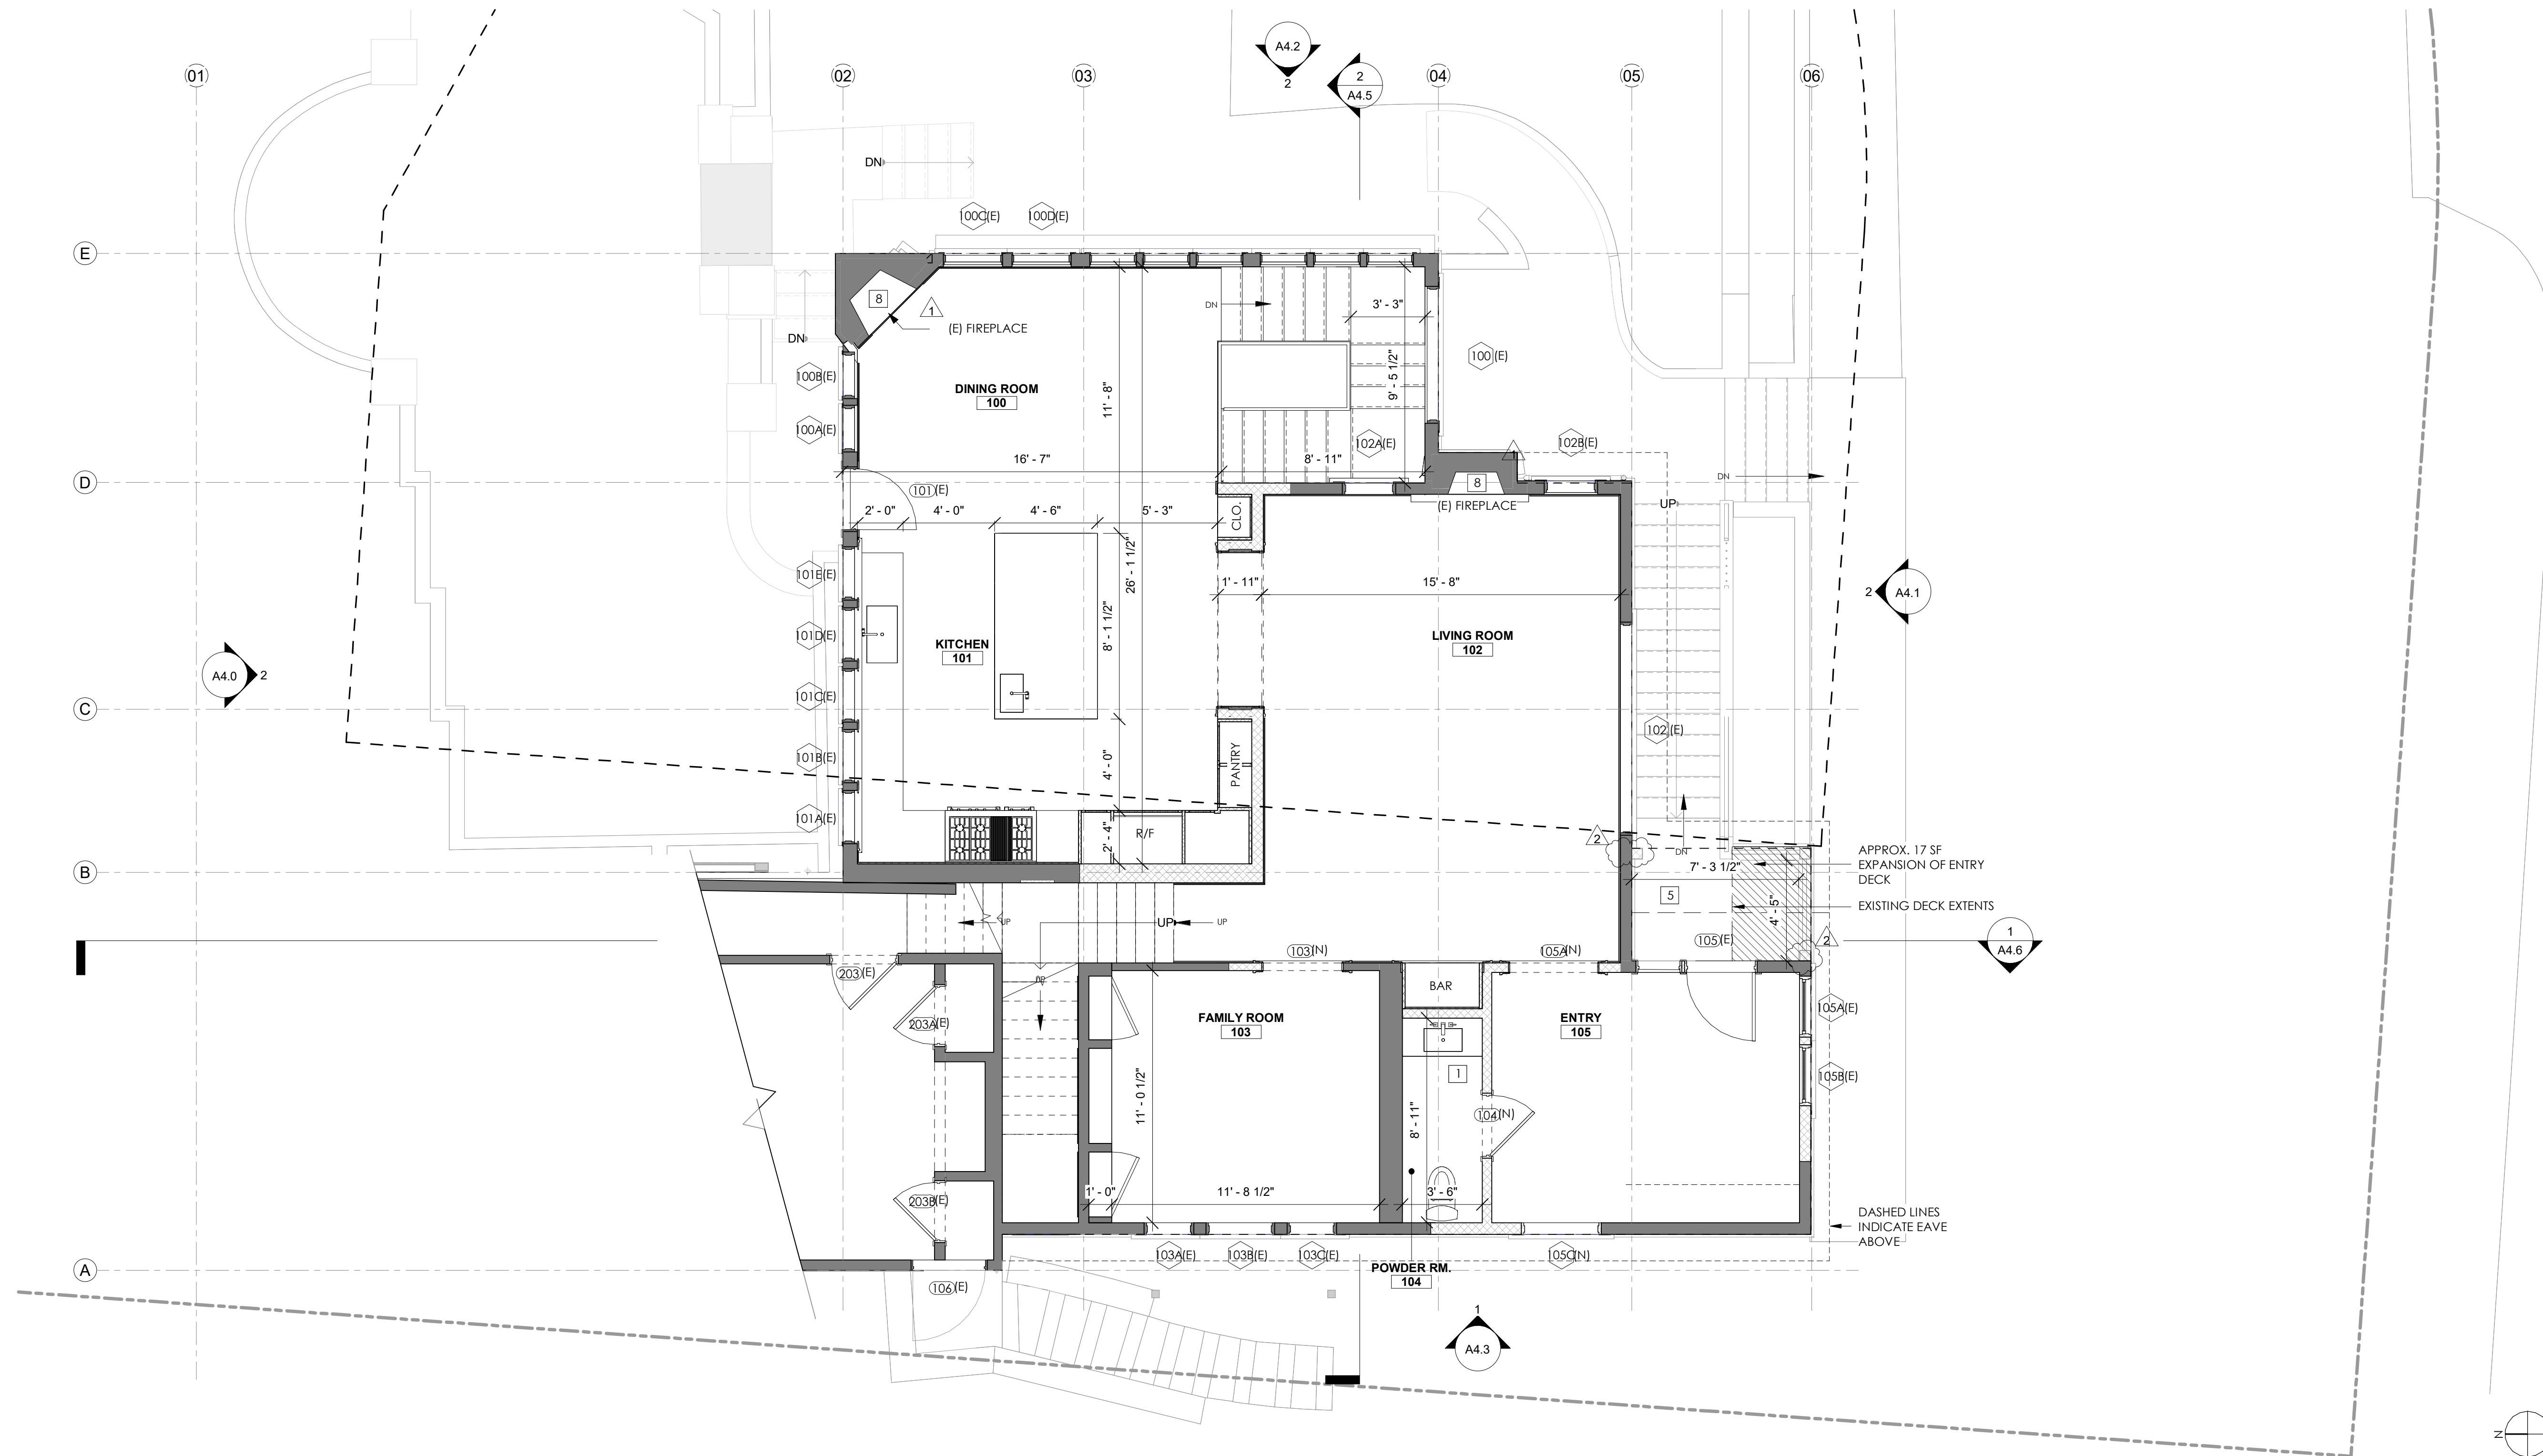 A4.2
2
2
A4.5
01
02
03
04
05
06
DN
100C(E)
100D(E)
E
8
1
(E) FIREPLACE
DN
DN
3' - 3"
100 (E)
100B(E)
DINING ROOM
100
11' - 8"
9' - 5 1/2"
100A(E)
102A(E)
102B(E)
1
16' - 7"
8' - 11"
D
101 (E)
8
DN
(E) FIREPLACE
UP
2' - 0"
4' - 0"
4' - 6"
5' - 3"
CLO.
26' - 1 1/2"
101E(E)
1' - 11"
15' - 8"
2
A4.1
8' - 1 1/2"
101D(E)
KITCHEN
101
LIVING ROOM
102
A4.0
2
101C(E)
C
102 (E)
101B(E)
4' - 0"
PANTRY
101A(E)
2' - 4"
R/F
2
DN
APPROX. 17 SF
EXPANSION OF ENTRY
DECK
7' - 3 1/2"
B
5
4' - 5"
EXISTING DECK EXTENTS
UP
UP
UP
1
A4.6
103(N)
105A(N)
105(E)
2
203 (E)
UP
BAR
105A(E)
FAMILY ROOM
103
ENTRY
105
203A(E)
11' - 0 1/2"
1
105B(E)
8' - 11"
104(N)
1' - 0"
11' - 8 1/2"
3' - 6"
203B(E)
DASHED LINES
INDICATE EAVE
ABOVE
103A(E)
103B(E)
103C(E)
105C(N)
A
106 (E)
POWDER RM.
104
1
A4.3
N